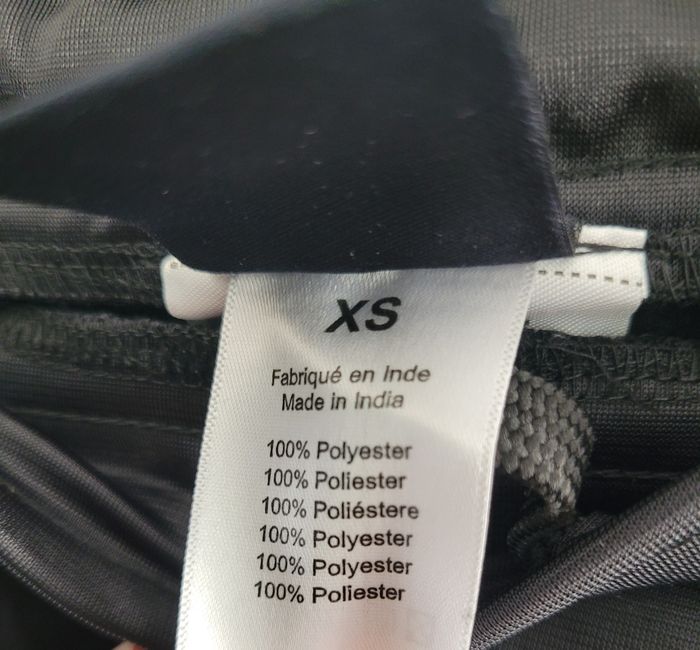 XS
Fabriqué en Inde
Made in India
100% Polyester
100% Poliester
100% Poliéstere
100% Polyester
100% Polyester
100% Poliester